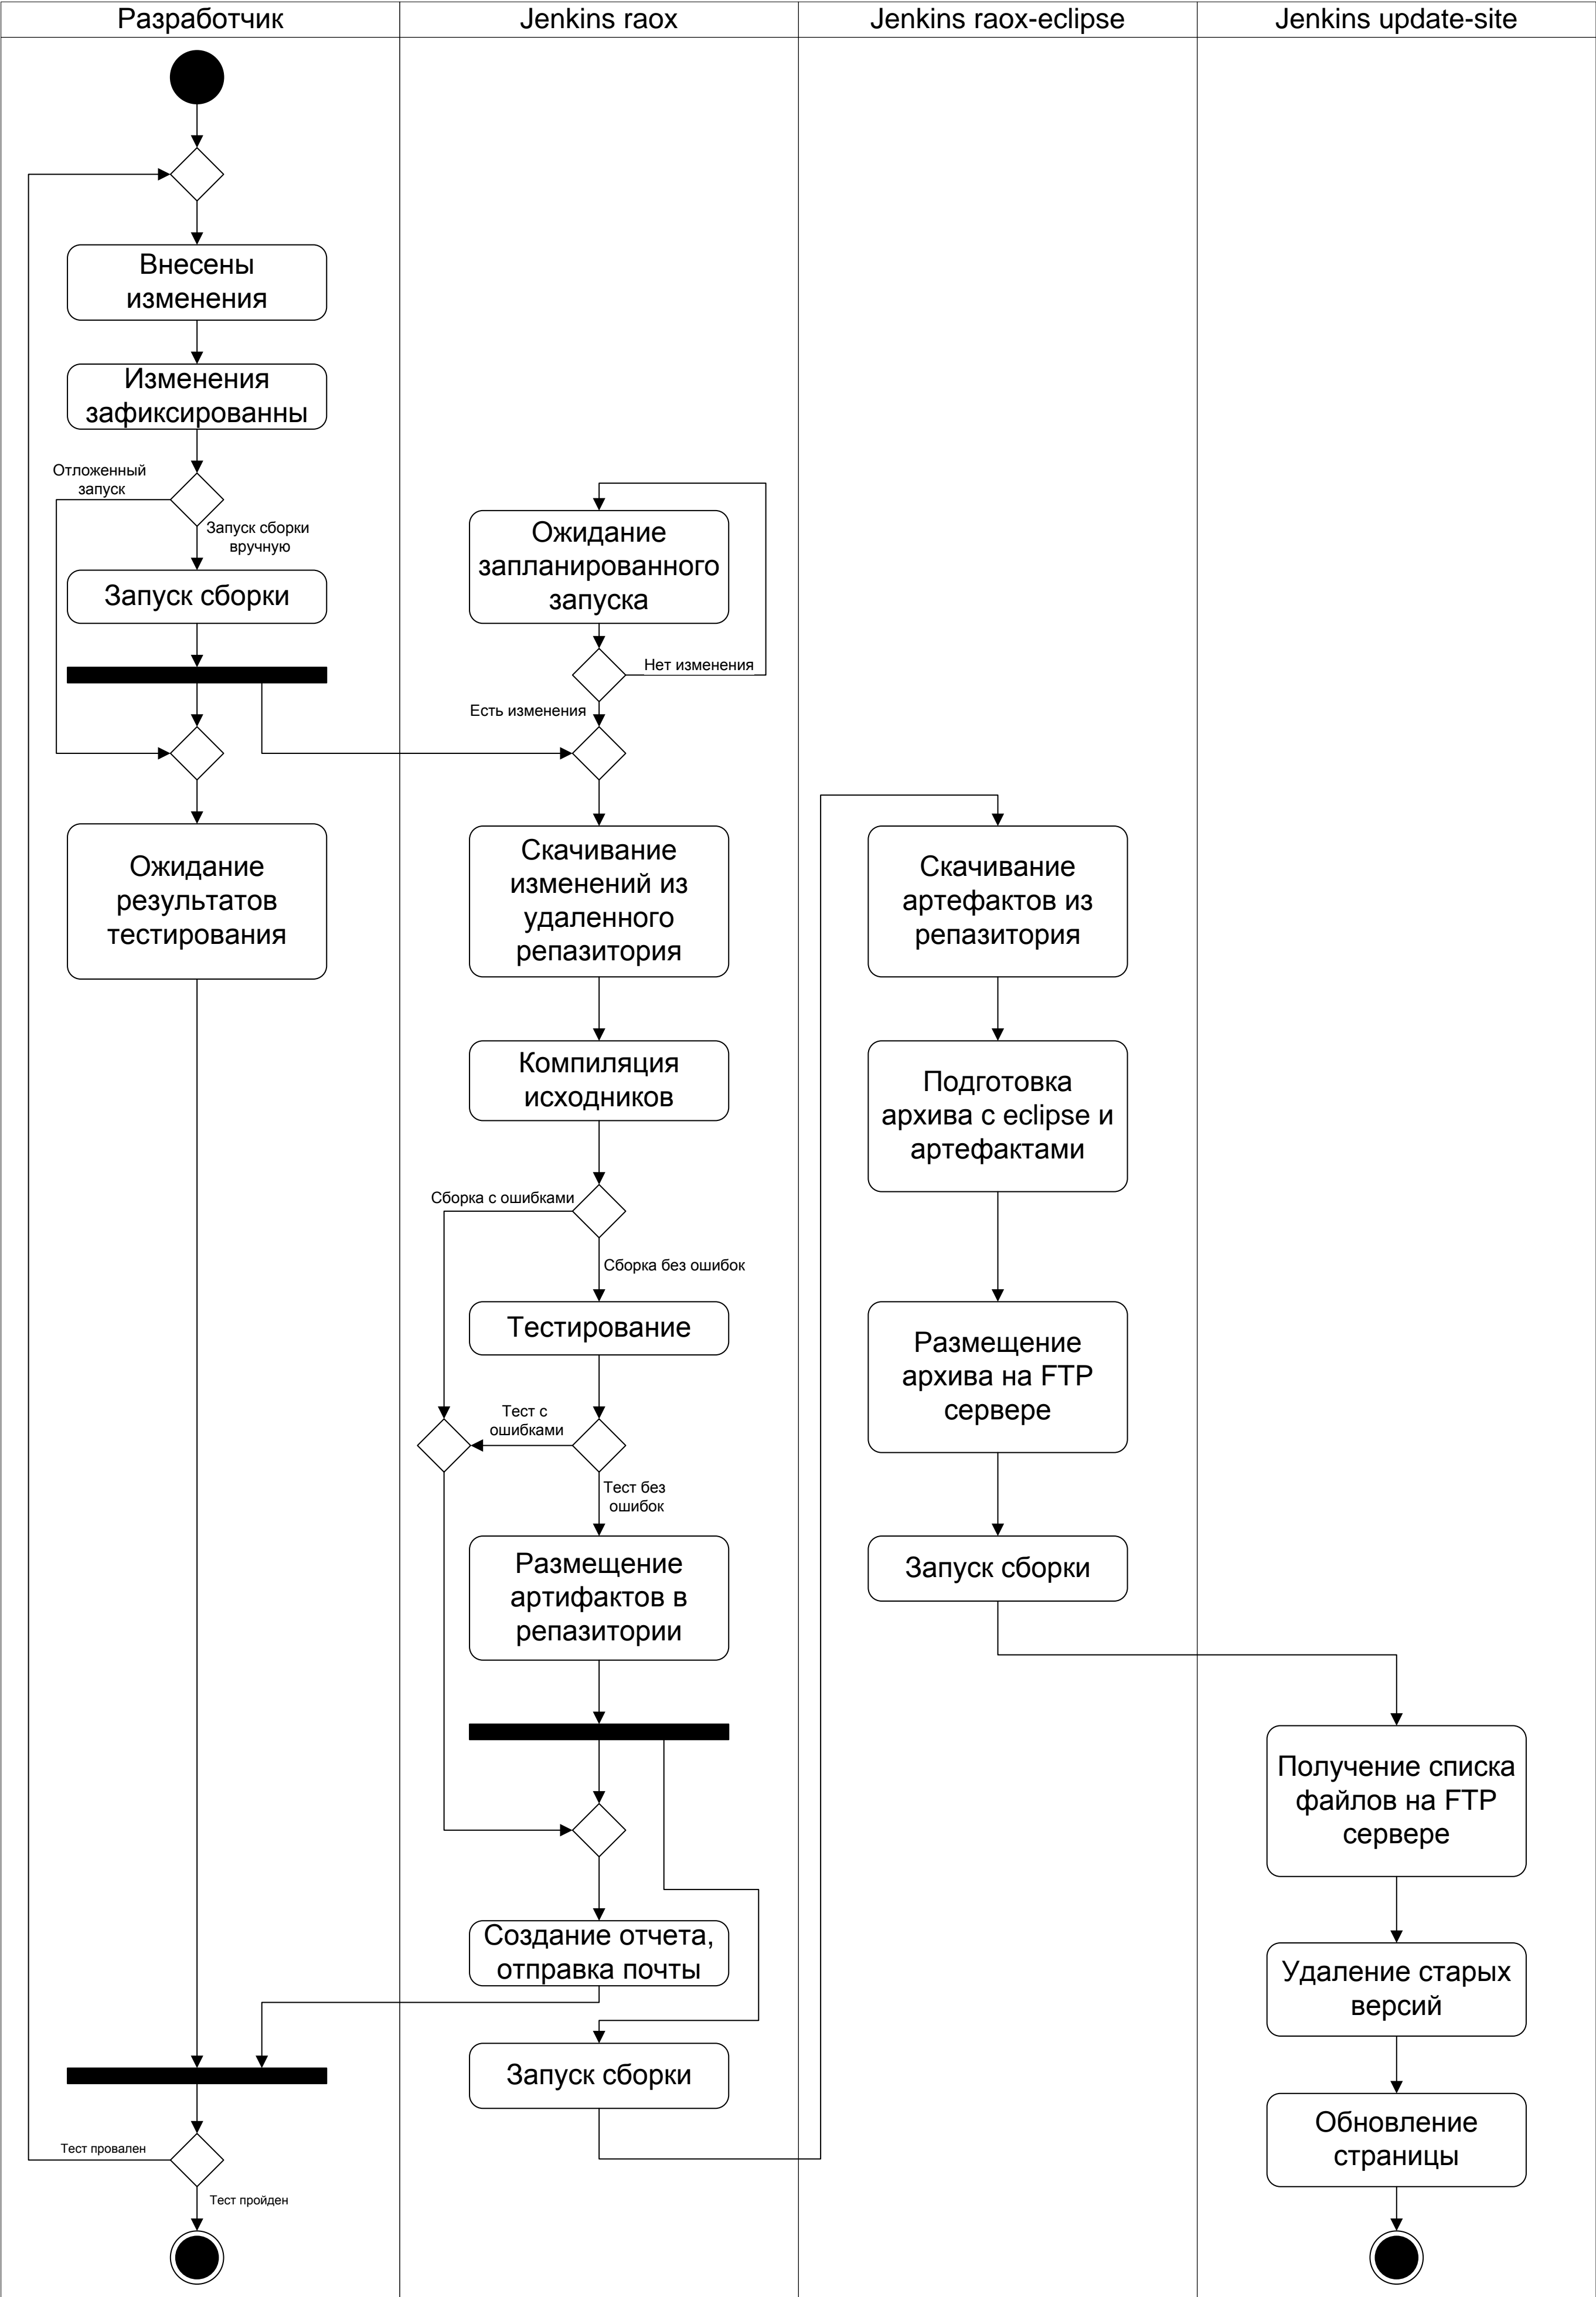 Разработчик
Jenkins raox
Jenkins raox-eclipse
Jenkins update-site
Внесены
изменения
Изменения
зафиксированны
Отложенный
запуск
Запуск сборки
вручную
Запуск сборки
Ожидание
результатов
тестирования
Тест провален
Тест пройден
Ожидание
запланированного
запуска
Нет изменения
Есть изменения
Скачивание
изменений из
удаленного
репазитория
Компиляция
исходников
Сборка с ошибками
Сборка без ошибок
Тестирование
Тест с
ошибками
Тест без
ошибок
Размещение
артифактов в
репазитории
Создание отчета,
отправка почты
Запуск сборки
Скачивание
артефактов из
репазитория
Подготовка
архива с eclipse и
артефактами
Размещение
архива на FTP
сервере
Запуск сборки
Получение списка
файлов на FTP
сервере
Удаление старых
версий
Обновление
страницы